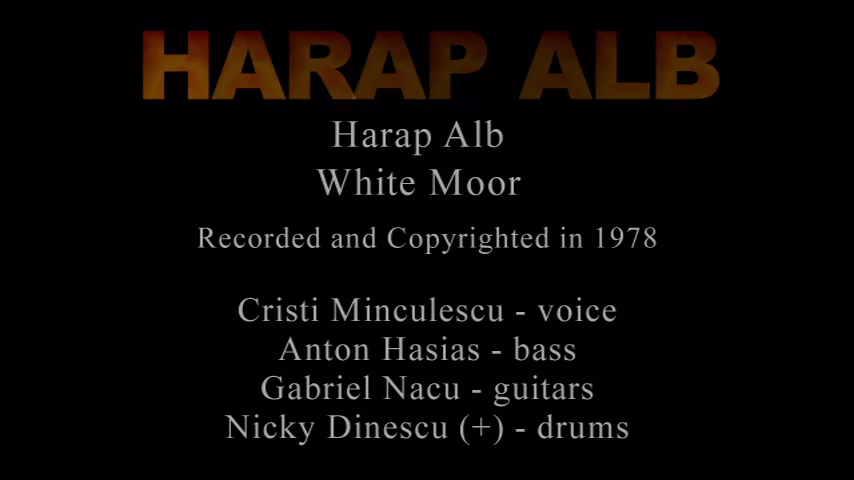 HARAP ALB
Harap Alb
White Moor
Recorded and Copyrighted in 1978
Cristi Minculescu - voice
Anton Hasias - bass
Gabriel Nacu - guitars
Nicky Dinescu (+) - drums